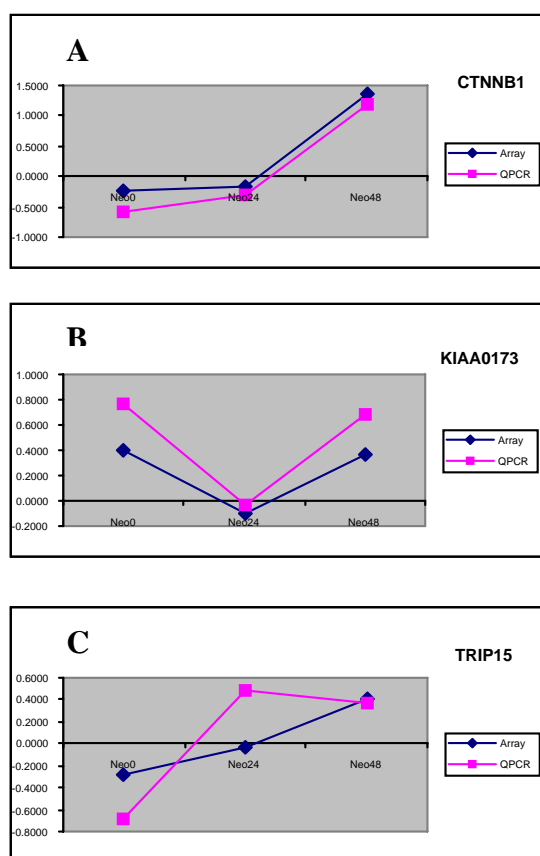 A
CTNNB1
1.5000
1.0000
0.5000
0.0000
-0.5000
-1.0000
Neo0 Neo24 Neo48
Array
QPCR
B
KIAA0173
1.0000
0.8000
0.6000
0.4000
0.2000
0.0000
-0.2000
Neo0 Neo24 Neo48
Array
QPCR
C
TRIP15
0.6000
0.4000
0.2000
0.0000
-0.2000
-0.4000
-0.6000
-0.8000
Neo0 Neo24 Neo48
Array
QPCR